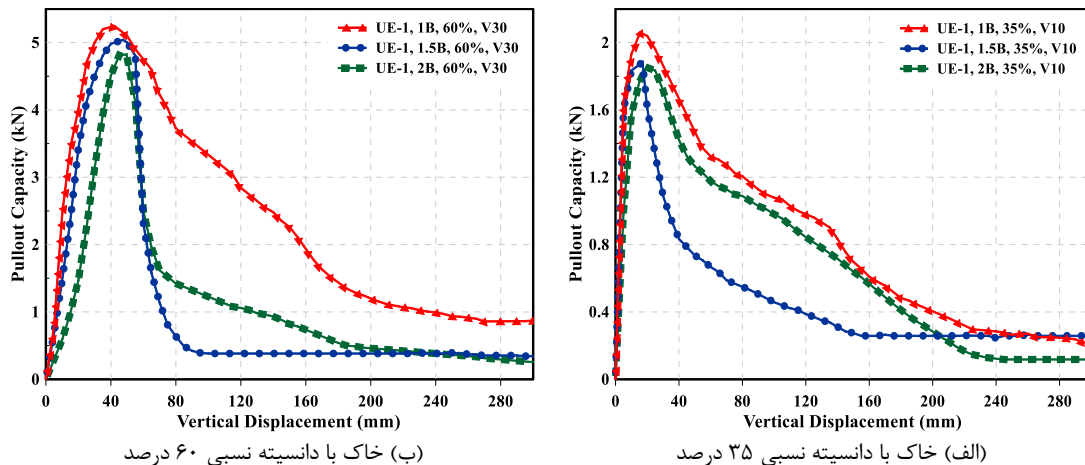 UE-1, 1B, 60%, V30
UE-1, 1.5B, 60%, V30
UE-1, 2B, 60%, V30
Pullout Capacity (kN)
5
4
3
2
1
0
0 40 80 120 160 200 240 280
Vertical Displacement (mm)
(ب) خاک با دانسیته نسبی ۶۰ درصد
UE-1, 1B, 35%, V10
UE-1, 1.5B, 35%, V10
UE-1, 2B, 35%, V10
Pullout Capacity (kN)
2
1.6
1.2
0.8
0.4
0
0 40 80 120 160 200 240 280
Vertical Displacement (mm)
(الف) خاک با دانسیته نسبی ۳۵ درصد